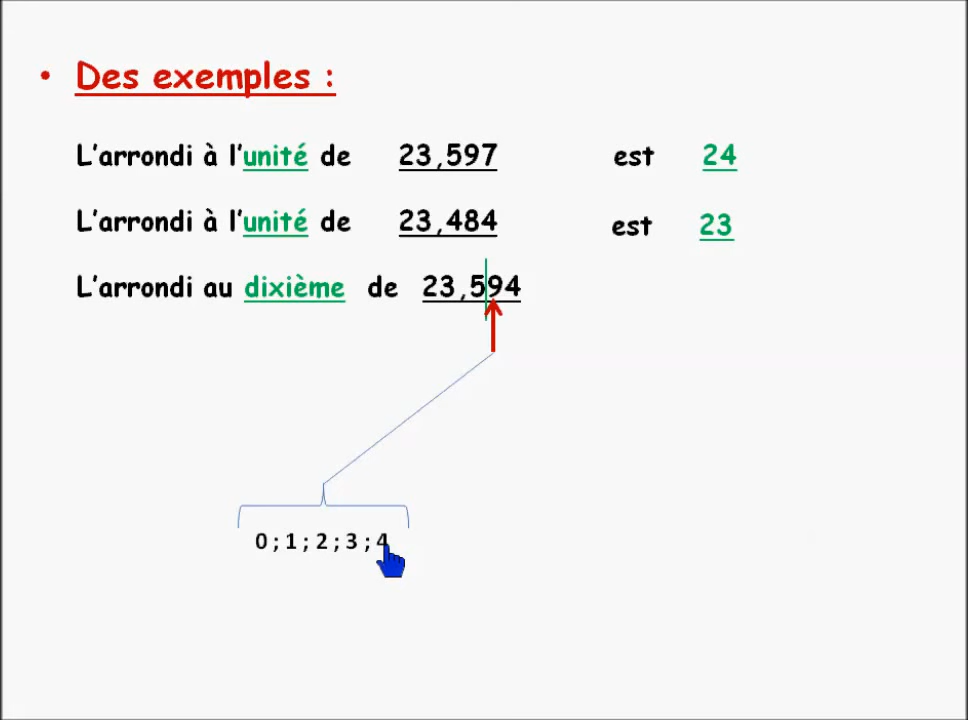 • Des exemples :
L'arrondi à l'unité de 23,597 est 24
L'arrondi à l'unité de 23,484 est 23
L'arrondi au dixième de 23,594
0 ; 1 ; 2 ; 3 ; 4